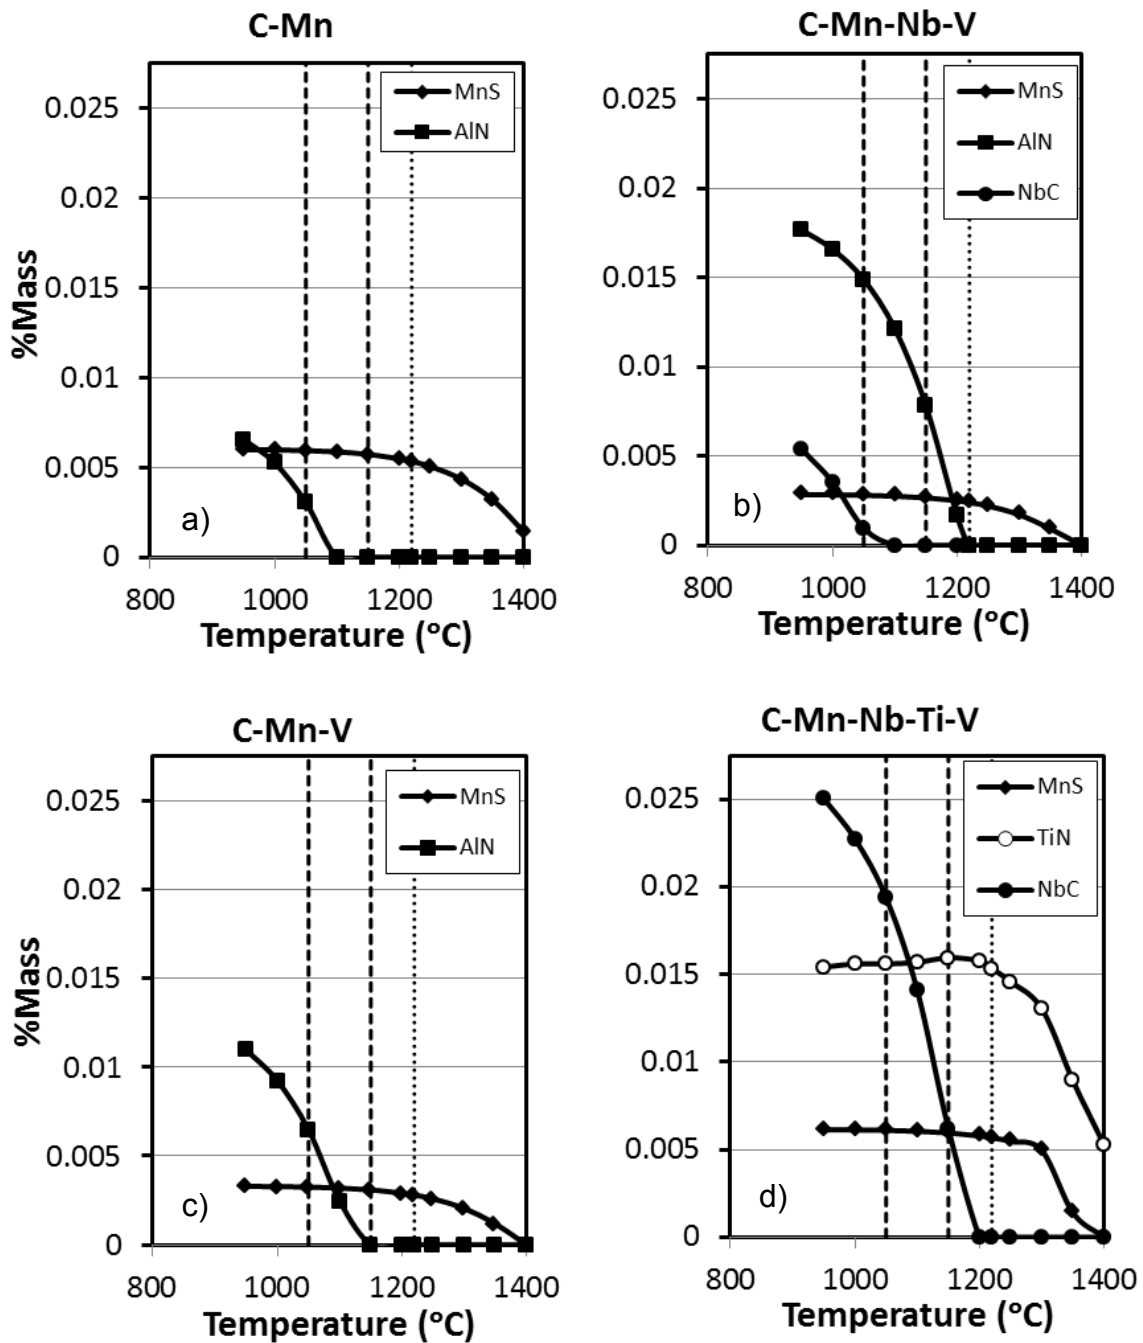 C-Mn
%Mass
0.025
0.02
0.015
0.01
0.005
0
MnS
AlN
a)
800 1000 1200 1400
Temperature (°C)
C-Mn-Nb-V
0.025
0.02
0.015
0.01
0.005
0
MnS
AlN
NbC
b)
800 1000 1200 1400
Temperature (°C)
C-Mn-V
%Mass
0.025
0.02
0.015
0.01
0.005
0
MnS
AlN
c)
800 1000 1200 1400
Temperature (°C)
C-Mn-Nb-Ti-V
0.025
0.02
0.015
0.01
0.005
0
MnS
TiN
NbC
d)
800 1000 1200 1400
Temperature (°C)